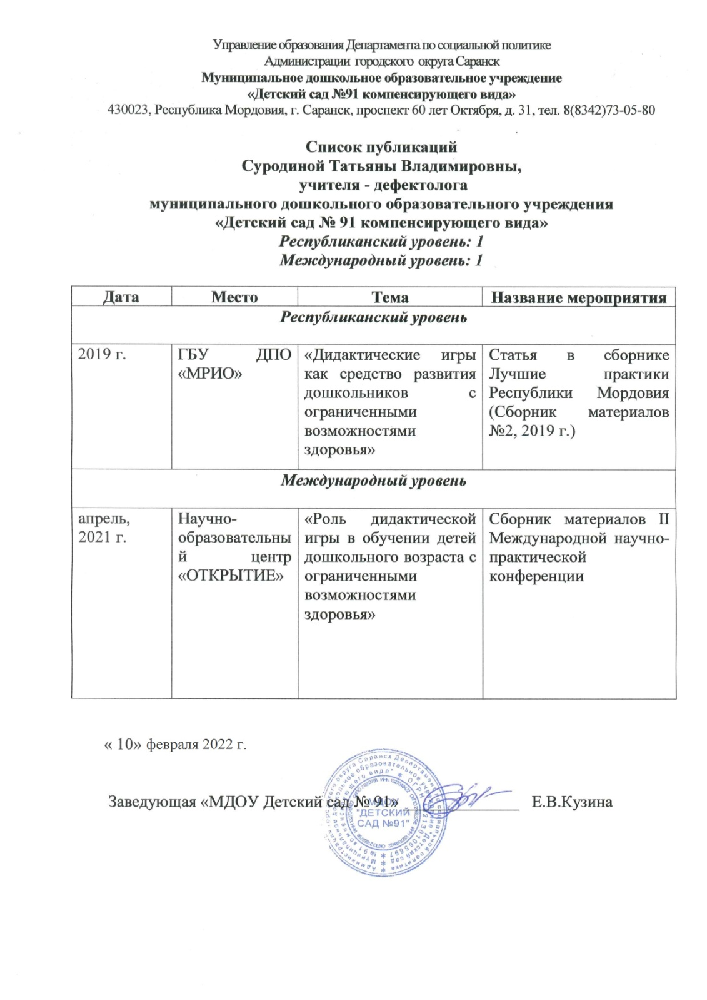 Управление образования Департамента по социальной политике
Администрации городского округа Саранск
Муниципальное дошкольное образовательное учреждение
«Детский сад №91 компенсирующего вида»
430023, Республика Мордовия, г. Саранск, проспект 60 лет Октября, д. 31, тел. 8(8342)73-05-80
Список публикаций
Суродиной Татьяны Владимировны,
учителя - дефектолога
муниципального дошкольного образовательного учреждения
«Детский сад № 91 компенсирующего вида»
Республиканский уровень: 1
Международный уровень: 1
Дата Место Тема Название мероприятия
Республиканский уровень
2019 г.
ГБУ ДПО
«МРИО»
«Дидактические игры
как средство развития
дошкольников с
ограниченными
возможностями
здоровья»
Статья в сборнике
Лучшие практики
Республики Мордовия
(Сборник материалов
№2, 2019 г.)
Международный уровень
апрель,
2021 г.
Научно-
образовательны
й центр
«ОТКРЫТИЕ»
«Роль дидактической
игры в обучении детей
дошкольного возраста с
ограниченными
возможностями
здоровья»
Сборник материалов II
Международной научно-
практической
конференции
« 10» февраля 2022 г.
Заведующая «МДОУ Детский сад № 91» Е.В.Кузина
МДОУ
"ДЕТСКИЙ
САД №91"